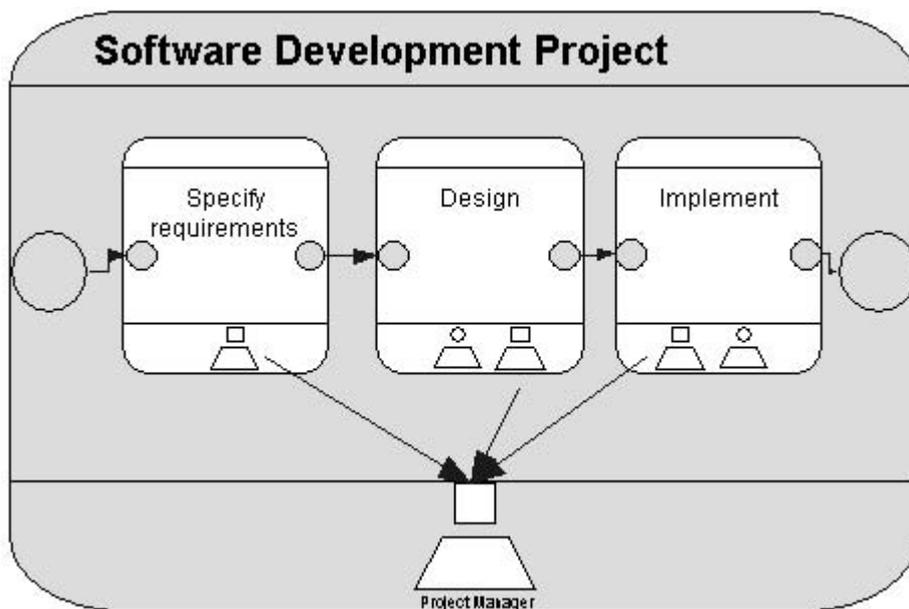 Software Development Project
Specify
requirements
Design
Implement
Project Manager